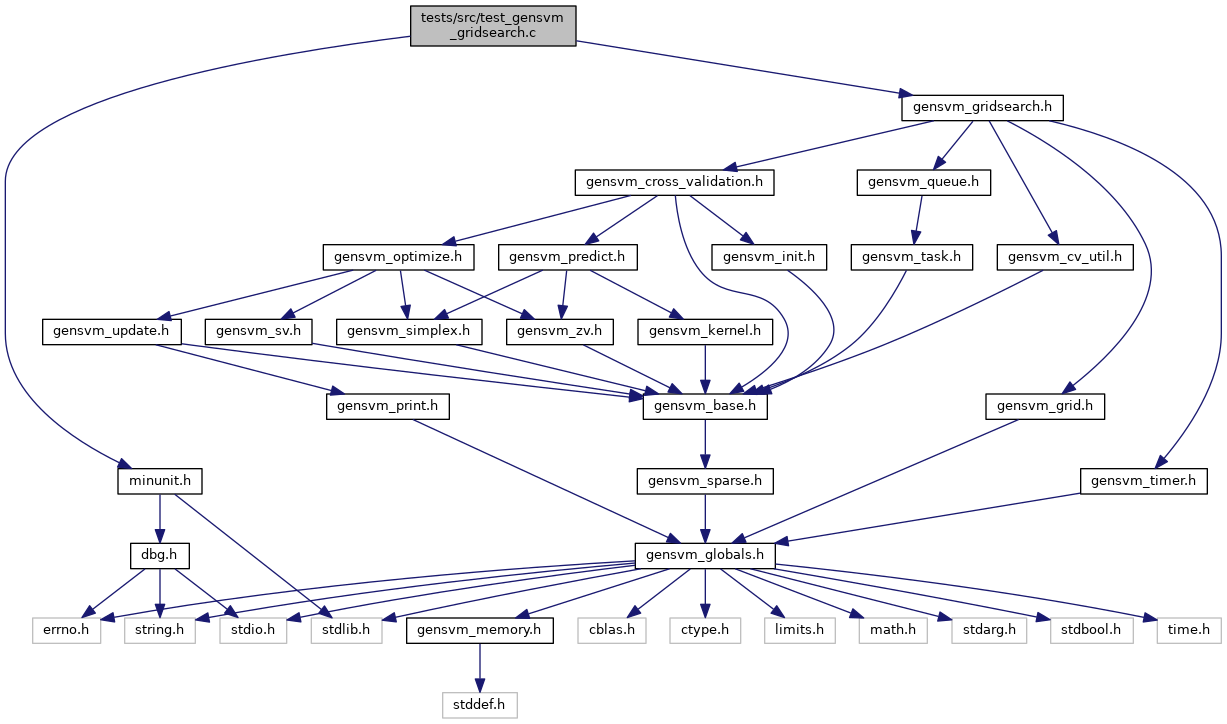 tests/src/test_gensvm
_gridsearch.c
gensvm_gridsearch.h
gensvm_cross_validation.h
gensvm_queue.h
gensvm_optimize.h
gensvm_predict.h
gensvm_init.h
gensvm_task.h
gensvm_cv_util.h
gensvm_update.h
gensvm_sv.h
gensvm_simplex.h
gensvm_zv.h
gensvm_kernel.h
gensvm_print.h
gensvm_base.h
gensvm_grid.h
minunit.h
gensvm_sparse.h
gensvm_timer.h
dbg.h
gensvm_globals.h
errno.h
string.h
stdio.h
stdlib.h
gensvm_memory.h
cblas.h
ctype.h
limits.h
math.h
stdarg.h
stdbool.h
time.h
stddef.h